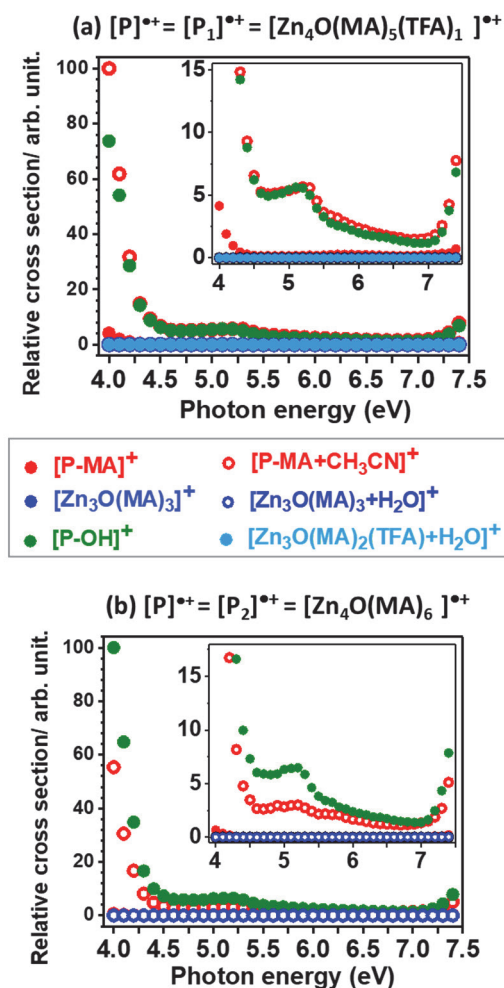 (a) [P]•+ = [P₁]•+ = [Zn₄O(MA)₅(TFA)₁ ]•+
Relative cross section/ arb. unit.
100
80
60
40
20
0
15
10
5
0
4 5 6 7
4.0 4.5 5.0 5.5 6.0 6.5 7.0 7.5
Photon energy (eV)
[P-MA]+ [P-MA+CH₃CN]+
[Zn₃O(MA)₃]+ [Zn₃O(MA)₃+H₂O]+
[P-OH]+ [Zn₃O(MA)₂(TFA)+H₂O]+
(b) [P]•+ = [P₂]•+ = [Zn₄O(MA)₆ ]•+
Relative cross section/ arb. unit.
100
80
60
40
20
0
15
10
5
0
4 5 6 7
4.0 4.5 5.0 5.5 6.0 6.5 7.0 7.5
Photon energy (eV)